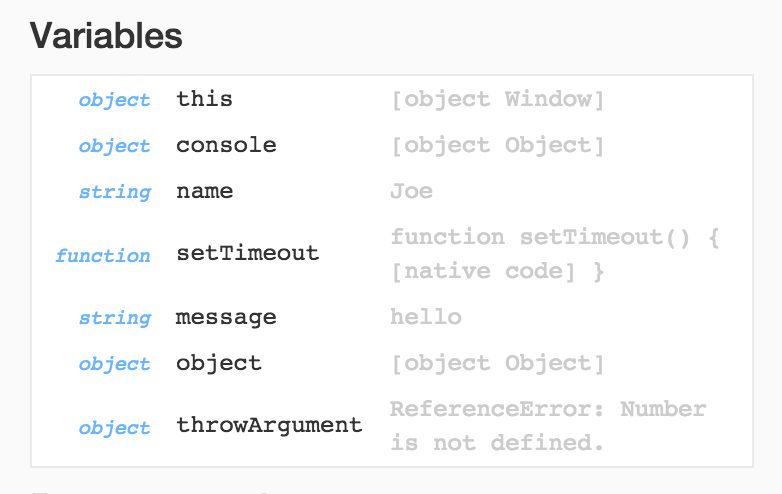 Variables
object this [object Window]
object console [object Object]
string name Joe
function setTimeout function setTimeout() {
[native code] }
string message hello
object object [object Object]
object throwArgument ReferenceError: Number
is not defined.